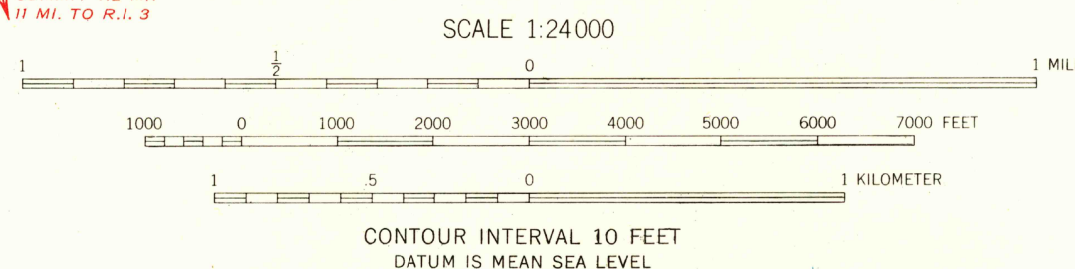 11 MI. TO R.I. 3
SCALE 1:24000
1 1/2 0 1 MIL
1000 0 1000 2000 3000 4000 5000 6000 7000 FEET
1 .5 0 1 KILOMETER
CONTOUR INTERVAL 10 FEET
DATUM IS MEAN SEA LEVEL